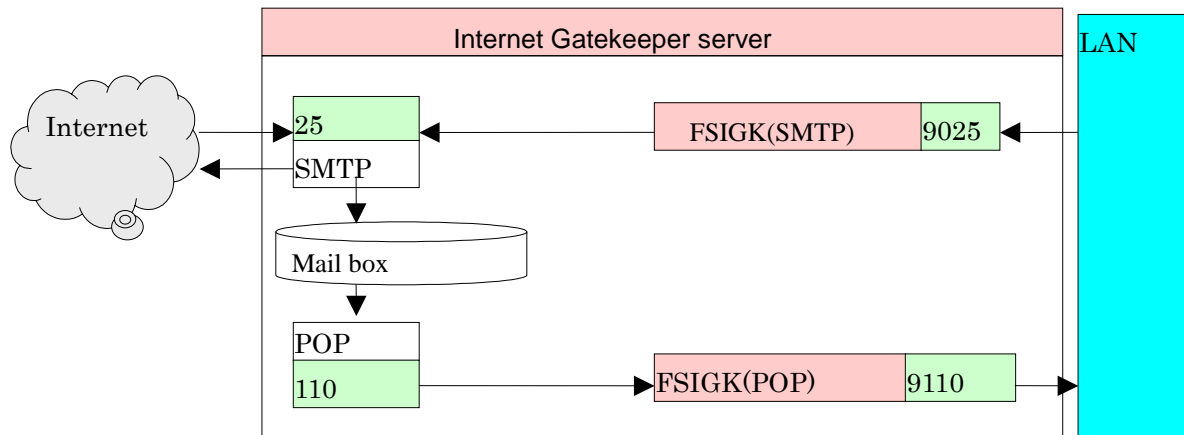 Internet Gatekeeper server
LAN
Internet
25
FSIGK(SMTP)
9025
SMTP
Mail box
POP
110
FSIGK(POP)
9110